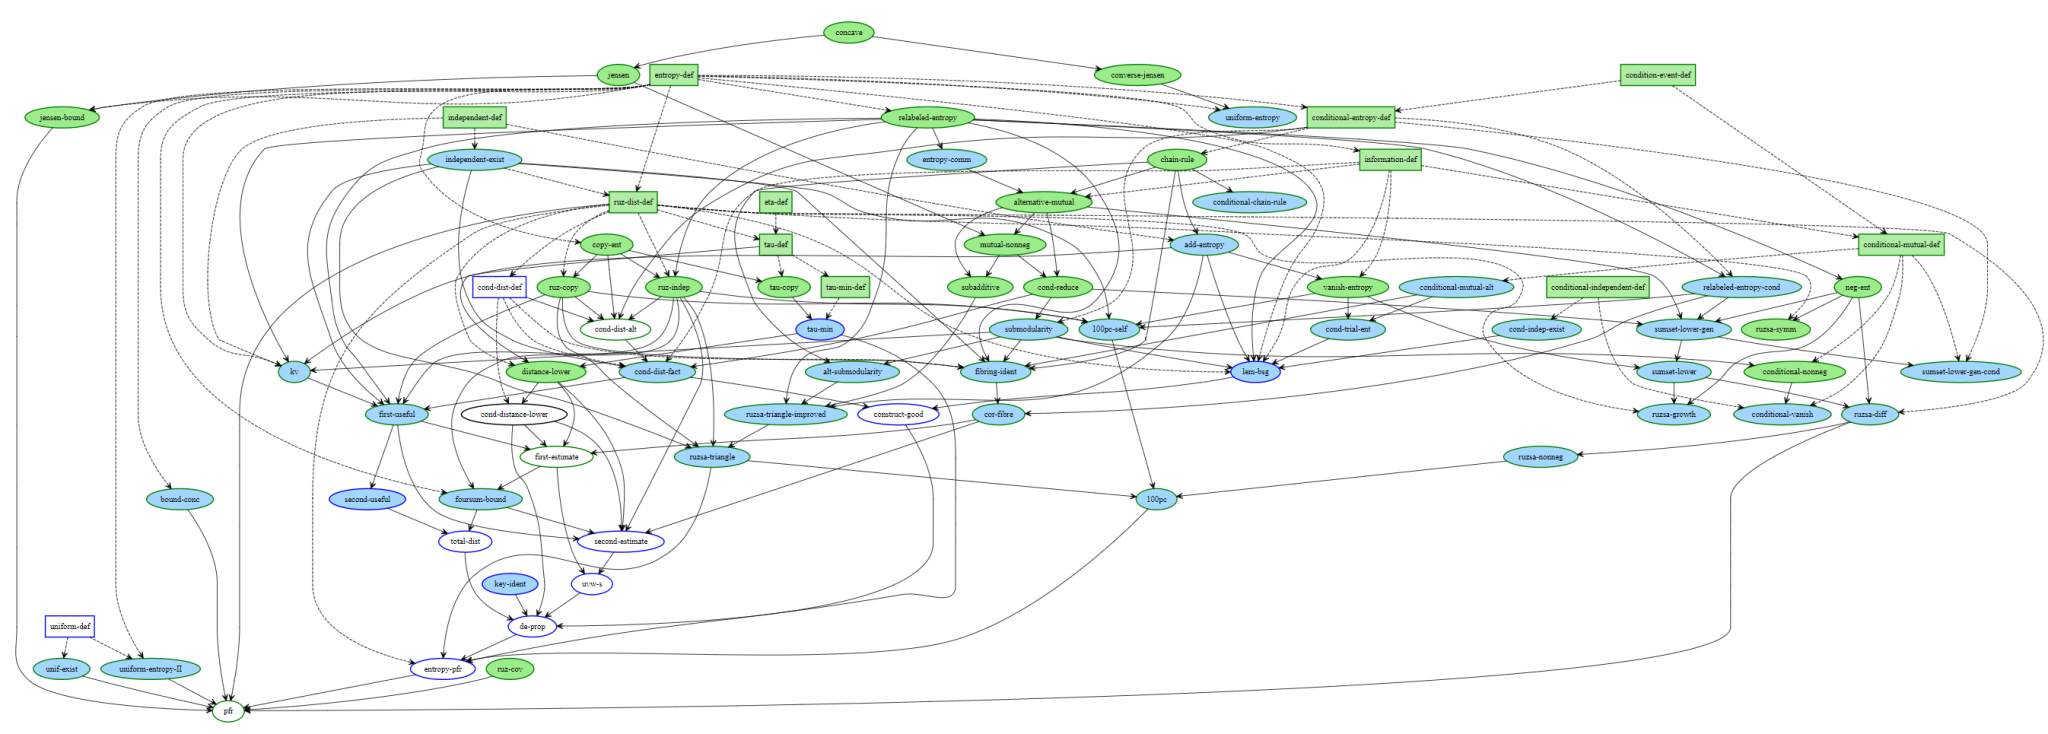 concave
jensen
entropy-def
converse-jensen
condition-event-def
jensen-bound
independent-def
relabeled-entropy
uniform-entropy
conditional-entropy-def
independent-exist
entropy-comm
chain-rule
information-def
ruz-dist-def
eta-def
alternative-mutual
conditional-chain-rule
copy-ent
tau-def
mutual-nonneg
add-entropy
conditional-mutual-def
cond-dist-def
ruz-copy
ruz-indep
tau-copy
tau-min-def
subadditive
cond-reduce
vanish-entropy
conditional-mutual-alt
conditional-independent-def
relabeled-entropy-cond
neg-ent
cond-dist-alt
tau-min
submodularity
100pc-self
cond-trial-ent
cond-indep-exist
sumset-lower-gen
ruzsa-symm
kv
distance-lower
cond-dist-fact
alt-submodularity
fibring-ident
lem-bsg
sumset-lower
conditional-nonneg
sumset-lower-gen-cond
first-useful
cond-distance-lower
ruzsa-triangle-improved
construct-good
cor-fibre
ruzsa-growth
conditional-vanish
ruzsa-diff
first-estimate
ruzsa-triangle
ruzsa-nonneg
bound-conc
second-useful
foursum-bound
100pc
total-dist
second-estimate
key-ident
uvw-s
uniform-def
de-prop
unif-exist
uniform-entropy-II
entropy-pfr
ruz-cov
pfr